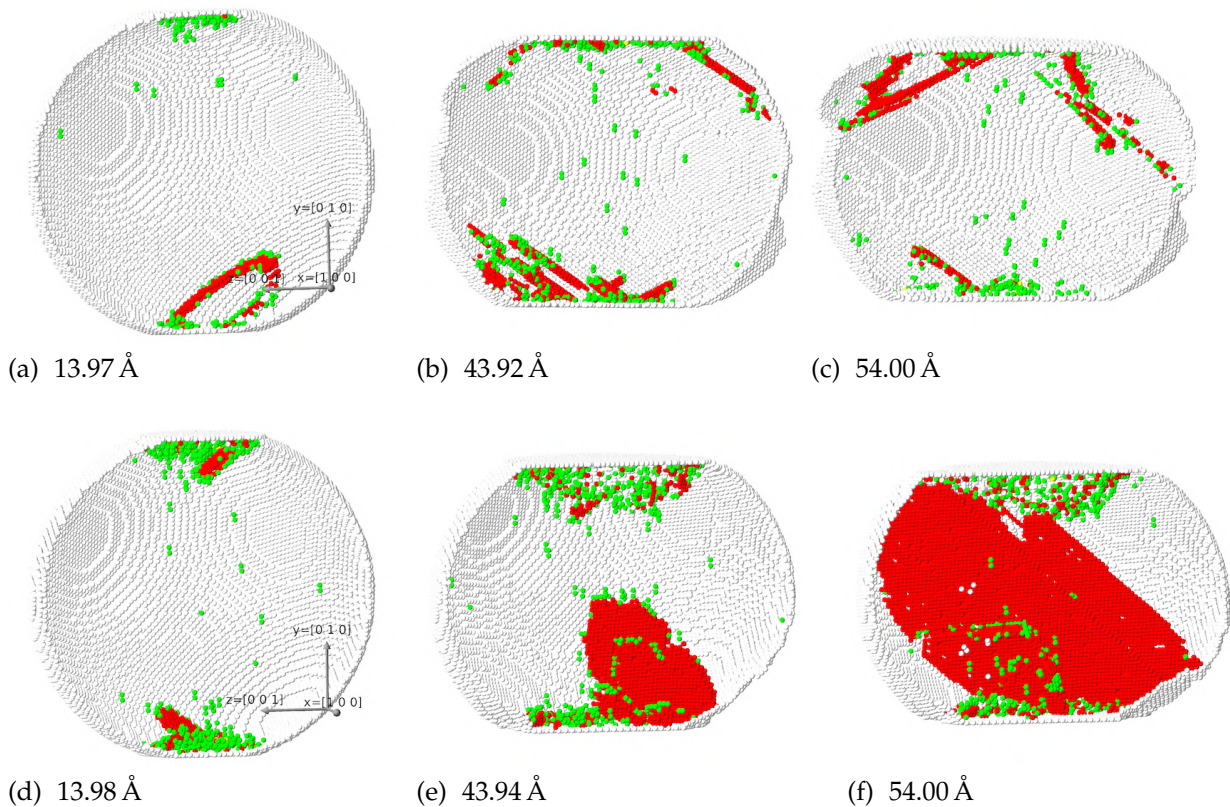 y=[0 1 0]
z=[0 0 1] x=[1 0 0]
(a) 13.97 Å (b) 43.92 Å (c) 54.00 Å
y=[0 1 0]
z=[0 0 1] x=[1 0 0]
(d) 13.98 Å (e) 43.94 Å (f) 54.00 Å